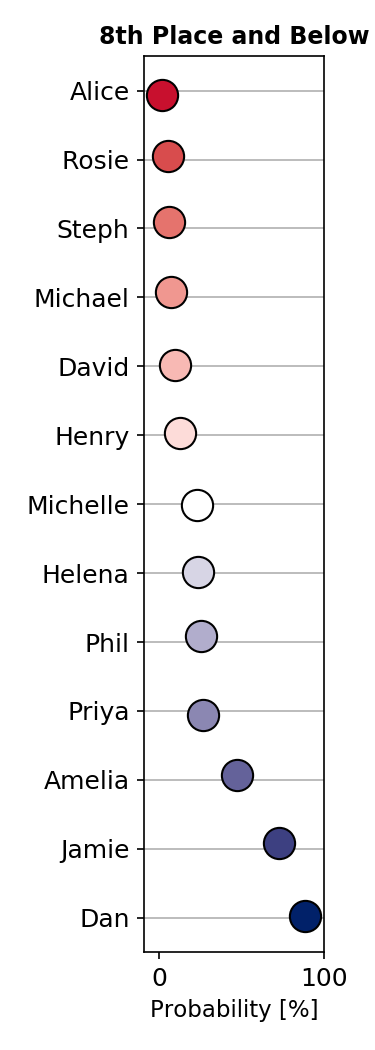 8th Place and Below
Alice
Rosie
Steph
Michael
David
Henry
Michelle
Helena
Phil
Priya
Amelia
Jamie
Dan
0 100
Probability [%]